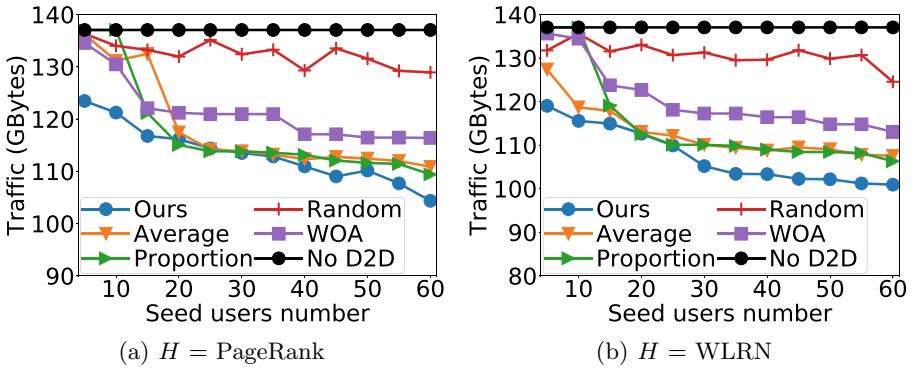 140
130
120
110
100
90
Traffic (GBytes)
Ours
Average
Proportion
Random
WOA
No D2D
10 20 30 40 50 60
Seed users number
(a) H = PageRank
140
130
120
110
100
90
80
Traffic (GBytes)
Ours
Average
Proportion
Random
WOA
No D2D
10 20 30 40 50 60
Seed users number
(b) H = WLRN